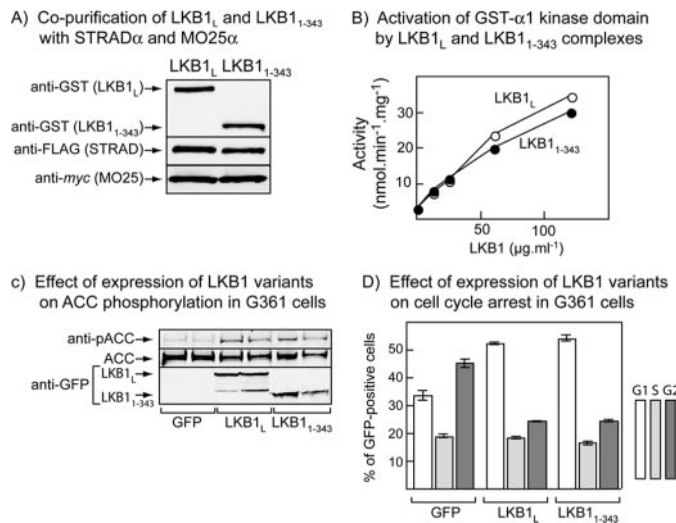 A) Co-purification of LKB1L and LKB11-343
with STRADα and MO25α
LKB1L LKB11-343
anti-GST (LKB1L)
anti-GST (LKB11-343)
anti-FLAG (STRAD)
anti-myc (MO25)
B) Activation of GST-α1 kinase domain
by LKB1L and LKB11-343 complexes
Activity
(nmol.min-1.mg-1)
30
20
10
LKB1L
LKB11-343
50 100
LKB1 (µg.ml-1)
c) Effect of expression of LKB1 variants
on ACC phosphorylation in G361 cells
anti-pACC
ACC
anti-GFP
LKB1L
LKB11-343
GFP LKB1L LKB11-343
D) Effect of expression of LKB1 variants
on cell cycle arrest in G361 cells
% of GFP-positive cells
50
40
30
20
10
GFP LKB1L LKB11-343
G1 S G2